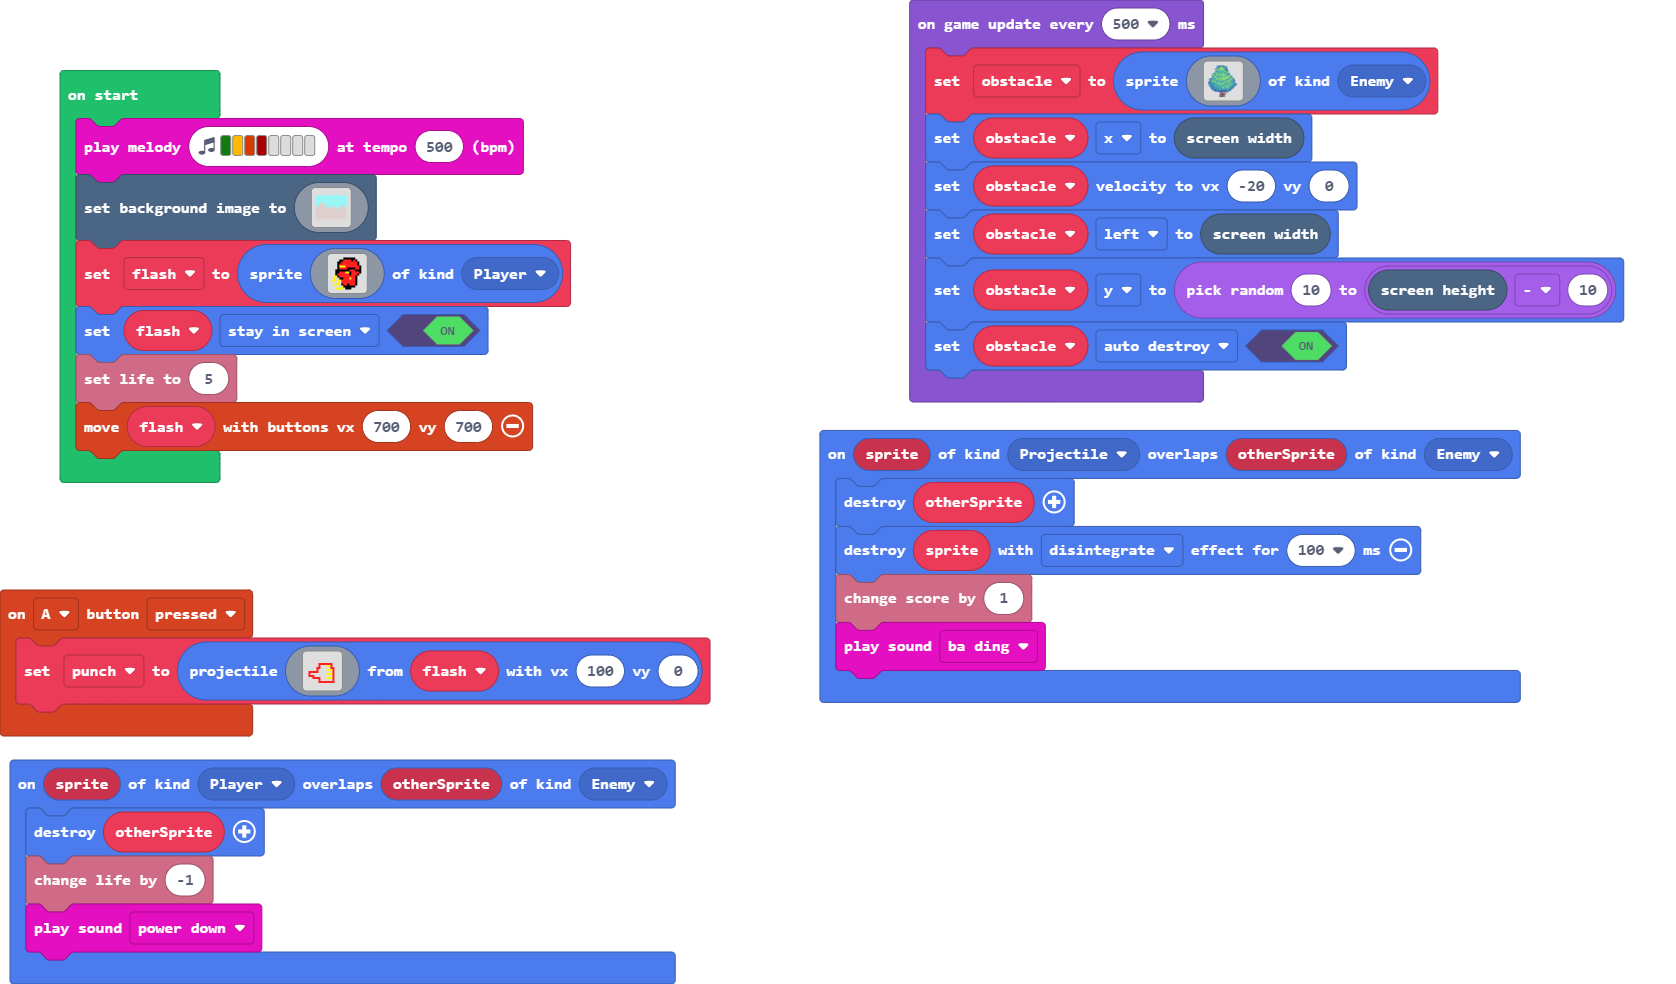 on start
play melody at tempo 500 (bpm)
set background image to
set flash to sprite of kind Player
set flash stay in screen ON
set life to 5
move flash with buttons vx 700 vy 700
on A button pressed
set punch to projectile from flash with vx 100 vy 0
on sprite of kind Player overlaps otherSprite of kind Enemy
destroy otherSprite
change life by -1
play sound power down
on game update every 500 ms
set obstacle to sprite of kind Enemy
set obstacle x to screen width
set obstacle velocity to vx -20 vy 0
set obstacle left to screen width
set obstacle y to pick random 10 to screen height - 10
set obstacle auto destroy ON
on sprite of kind Projectile overlaps otherSprite of kind Enemy
destroy otherSprite
destroy sprite with disintegrate effect for 100 ms
change score by 1
play sound ba ding